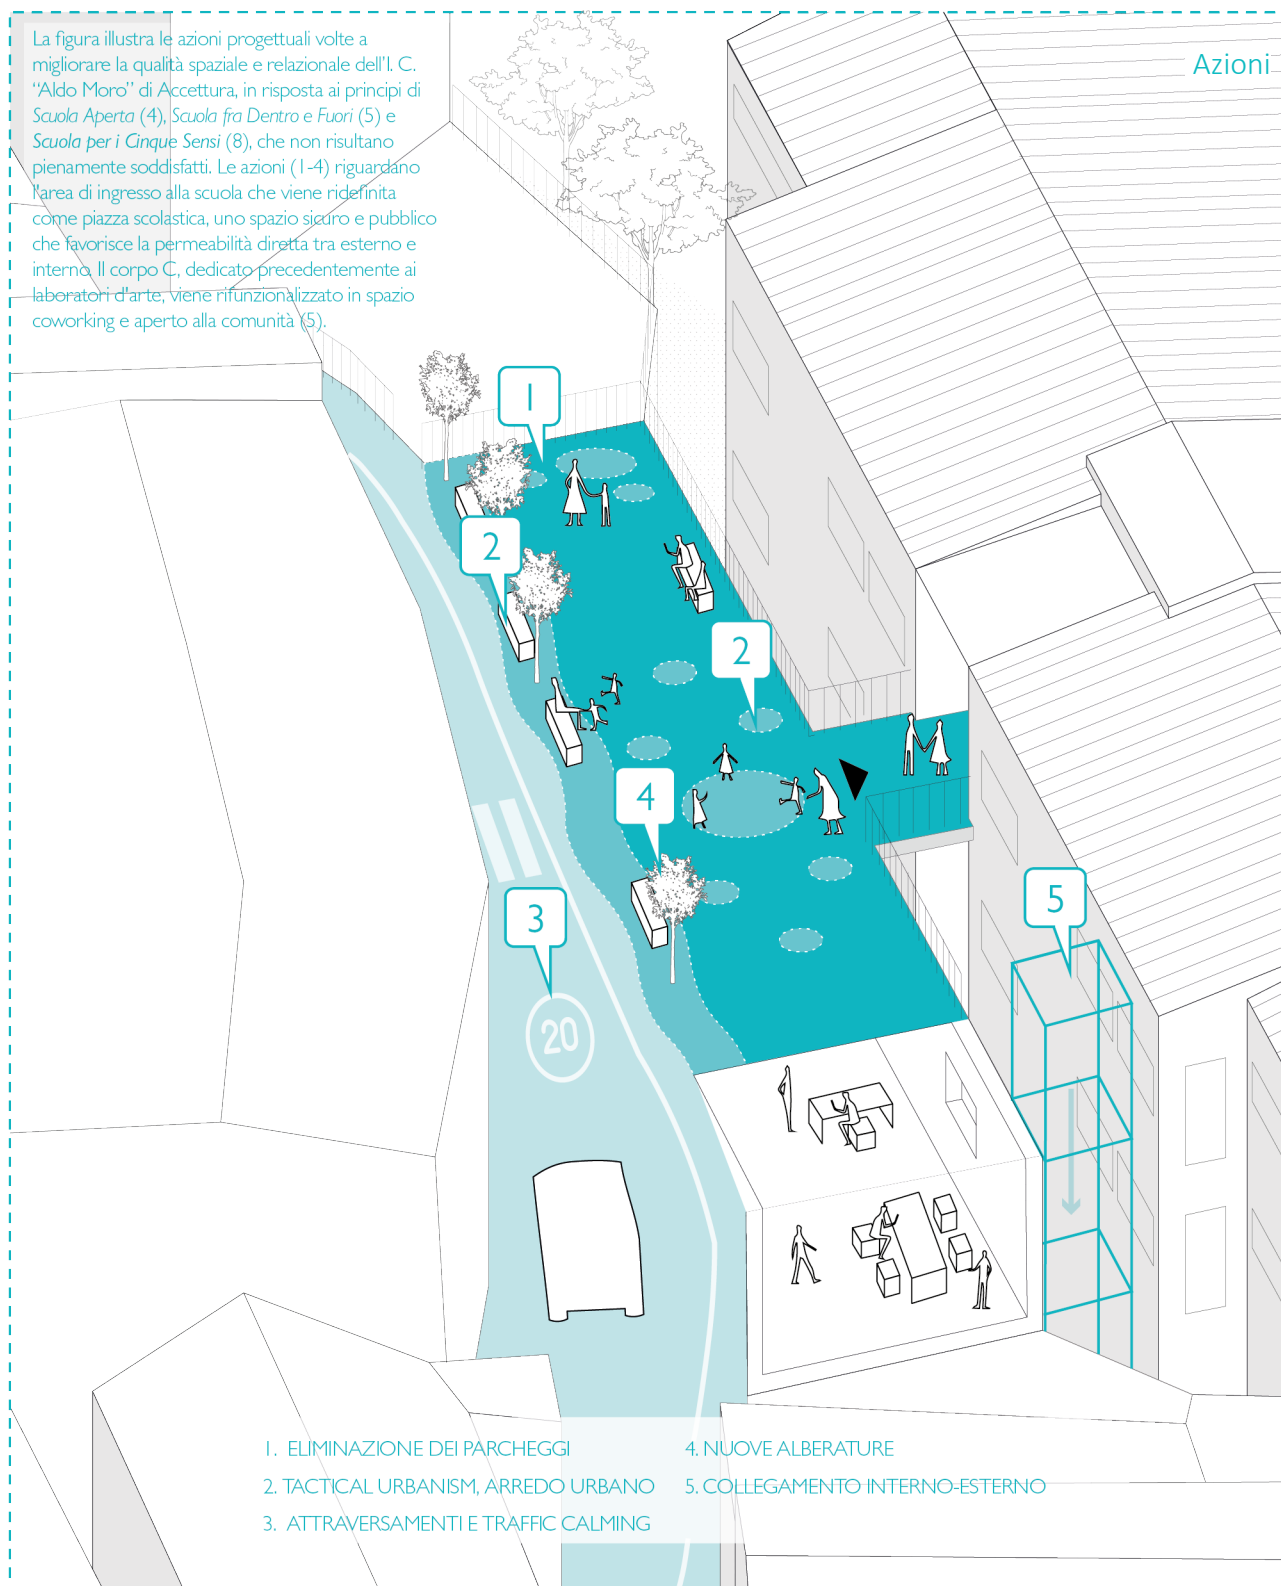 La figura illustra le azioni progettuali volte a
migliorare la qualità spaziale e relazionale dell'I. C.
“Aldo Moro” di Accettura, in risposta ai principi di
Scuola Aperta (4), Scuola fra Dentro e Fuori (5) e
Scuola per i Cinque Sensi (8), che non risultano
pienamente soddisfatti. Le azioni (1-4) riguardano
l'area di ingresso alla scuola che viene ridefinita
come piazza scolastica, uno spazio sicuro e pubblico
che favorisce la permeabilità diretta tra esterno e
interno. Il corpo C, dedicato precedentemente ai
laboratori d'arte, viene rifunzionalizzato in spazio
coworking e aperto alla comunità (5).
Azioni
1
2
2
4
5
3
20
1. ELIMINAZIONE DEI PARCHEGGI
2. TACTICAL URBANISM, ARREDO URBANO
3. ATTRAVERSAMENTI E TRAFFIC CALMING
4. NUOVE ALBERATURE
5. COLLEGAMENTO INTERNO-ESTERNO